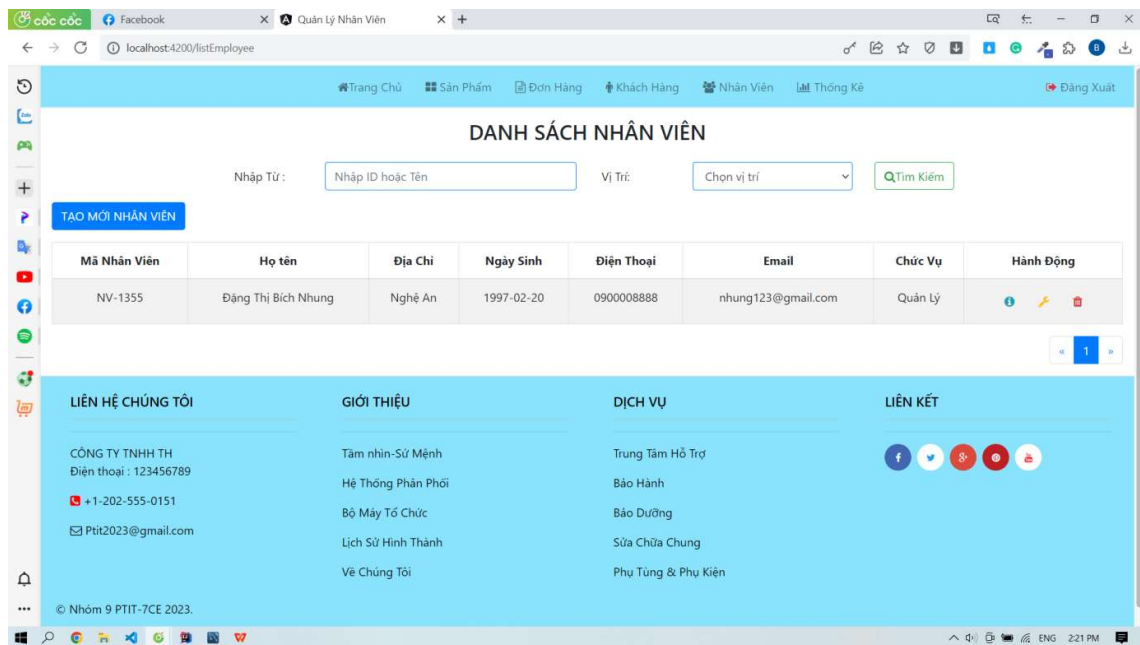 cốc cốc
Facebook
Quản Lý Nhân Viên
localhost:4200/listEmployee
B
Trang Chủ
Sản Phẩm
Đơn Hàng
Khách Hàng
Nhân Viên
Thống Kê
Đăng Xuất
DANH SÁCH NHÂN VIÊN
Nhập Từ :
Nhập ID hoặc Tên
Vị Trí:
Chọn vị trí
Tìm Kiếm
TẠO MỚI NHÂN VIÊN
Mã Nhân Viên Họ tên Địa Chỉ Ngày Sinh Điện Thoại Email Chức Vụ Hành Động
NV-1355 Đặng Thị Bích Nhung Nghệ An 1997-02-20 0900008888 nhung123@gmail.com Quản Lý
« 1 »
LIÊN HỆ CHÚNG TÔI
CÔNG TY TNHH TH
Điện thoại : 123456789
+1-202-555-0151
Ptit2023@gmail.com
GIỚI THIỆU
Tầm nhìn-Sứ Mệnh
Hệ Thống Phân Phối
Bộ Máy Tổ Chức
Lịch Sử Hình Thành
Về Chúng Tôi
DỊCH VỤ
Trung Tâm Hỗ Trợ
Bảo Hành
Bảo Dưỡng
Sửa Chữa Chung
Phụ Tùng & Phụ Kiện
LIÊN KẾT
© Nhóm 9 PTIT-7CE 2023.
ENG 2:21 PM